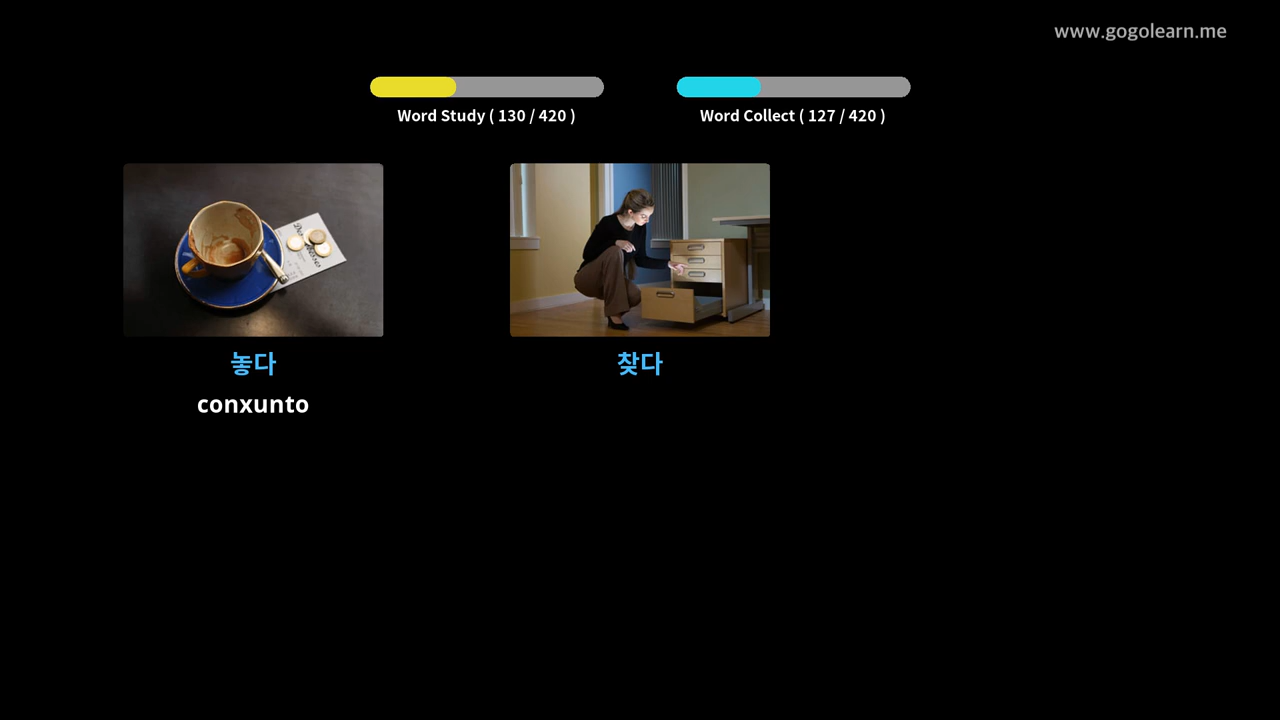 www.gogolearn.me
Word Study ( 130 / 420 )
Word Collect ( 127 / 420 )
놓다
찾다
conxunto